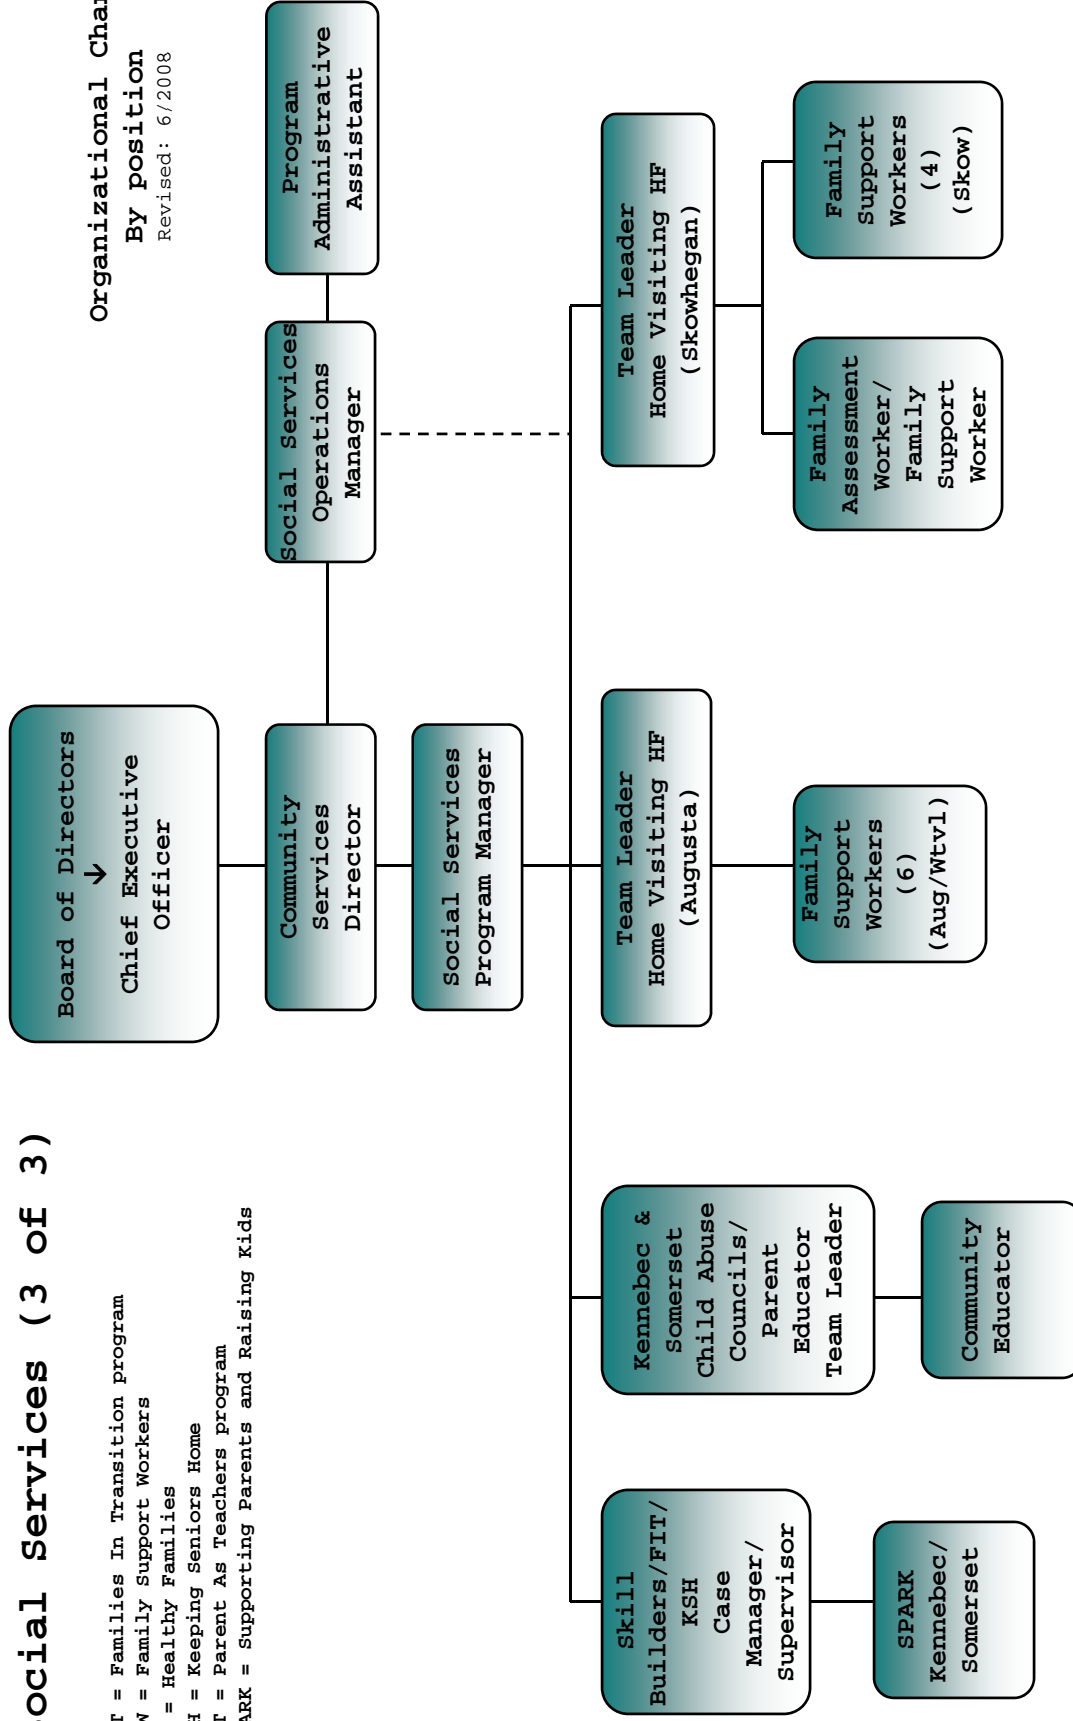 ocial Services (3 of 3)
Organizational Char
By position
Revised: 6/2008
T = Families In Transition program
W = Family Support Workers
= Healthy Families
H = Keeping Seniors Home
T = Parent As Teachers program
ARK = Supporting Parents and Raising Kids
Board of Directors
→
Chief Executive
Officer
Community
Services
Director
Social Services
Operations
Manager
Program
Administrative
Assistant
Social Services
Program Manager
Skill
Builders/FIT/
KSH
Case
Manager/
Supervisor
Kennebec &
Somerset
Child Abuse
Councils/
Parent
Educator
Team Leader
Team Leader
Home Visiting HF
(Augusta)
Team Leader
Home Visiting HF
(Skowhegan)
SPARK
Kennebec/
Somerset
Community
Educator
Family
Support
Workers
(6)
(Aug/Wtvl)
Family
Assessment
Worker/
Family
Support
Worker
Family
Support
Workers
(4)
(Skow)